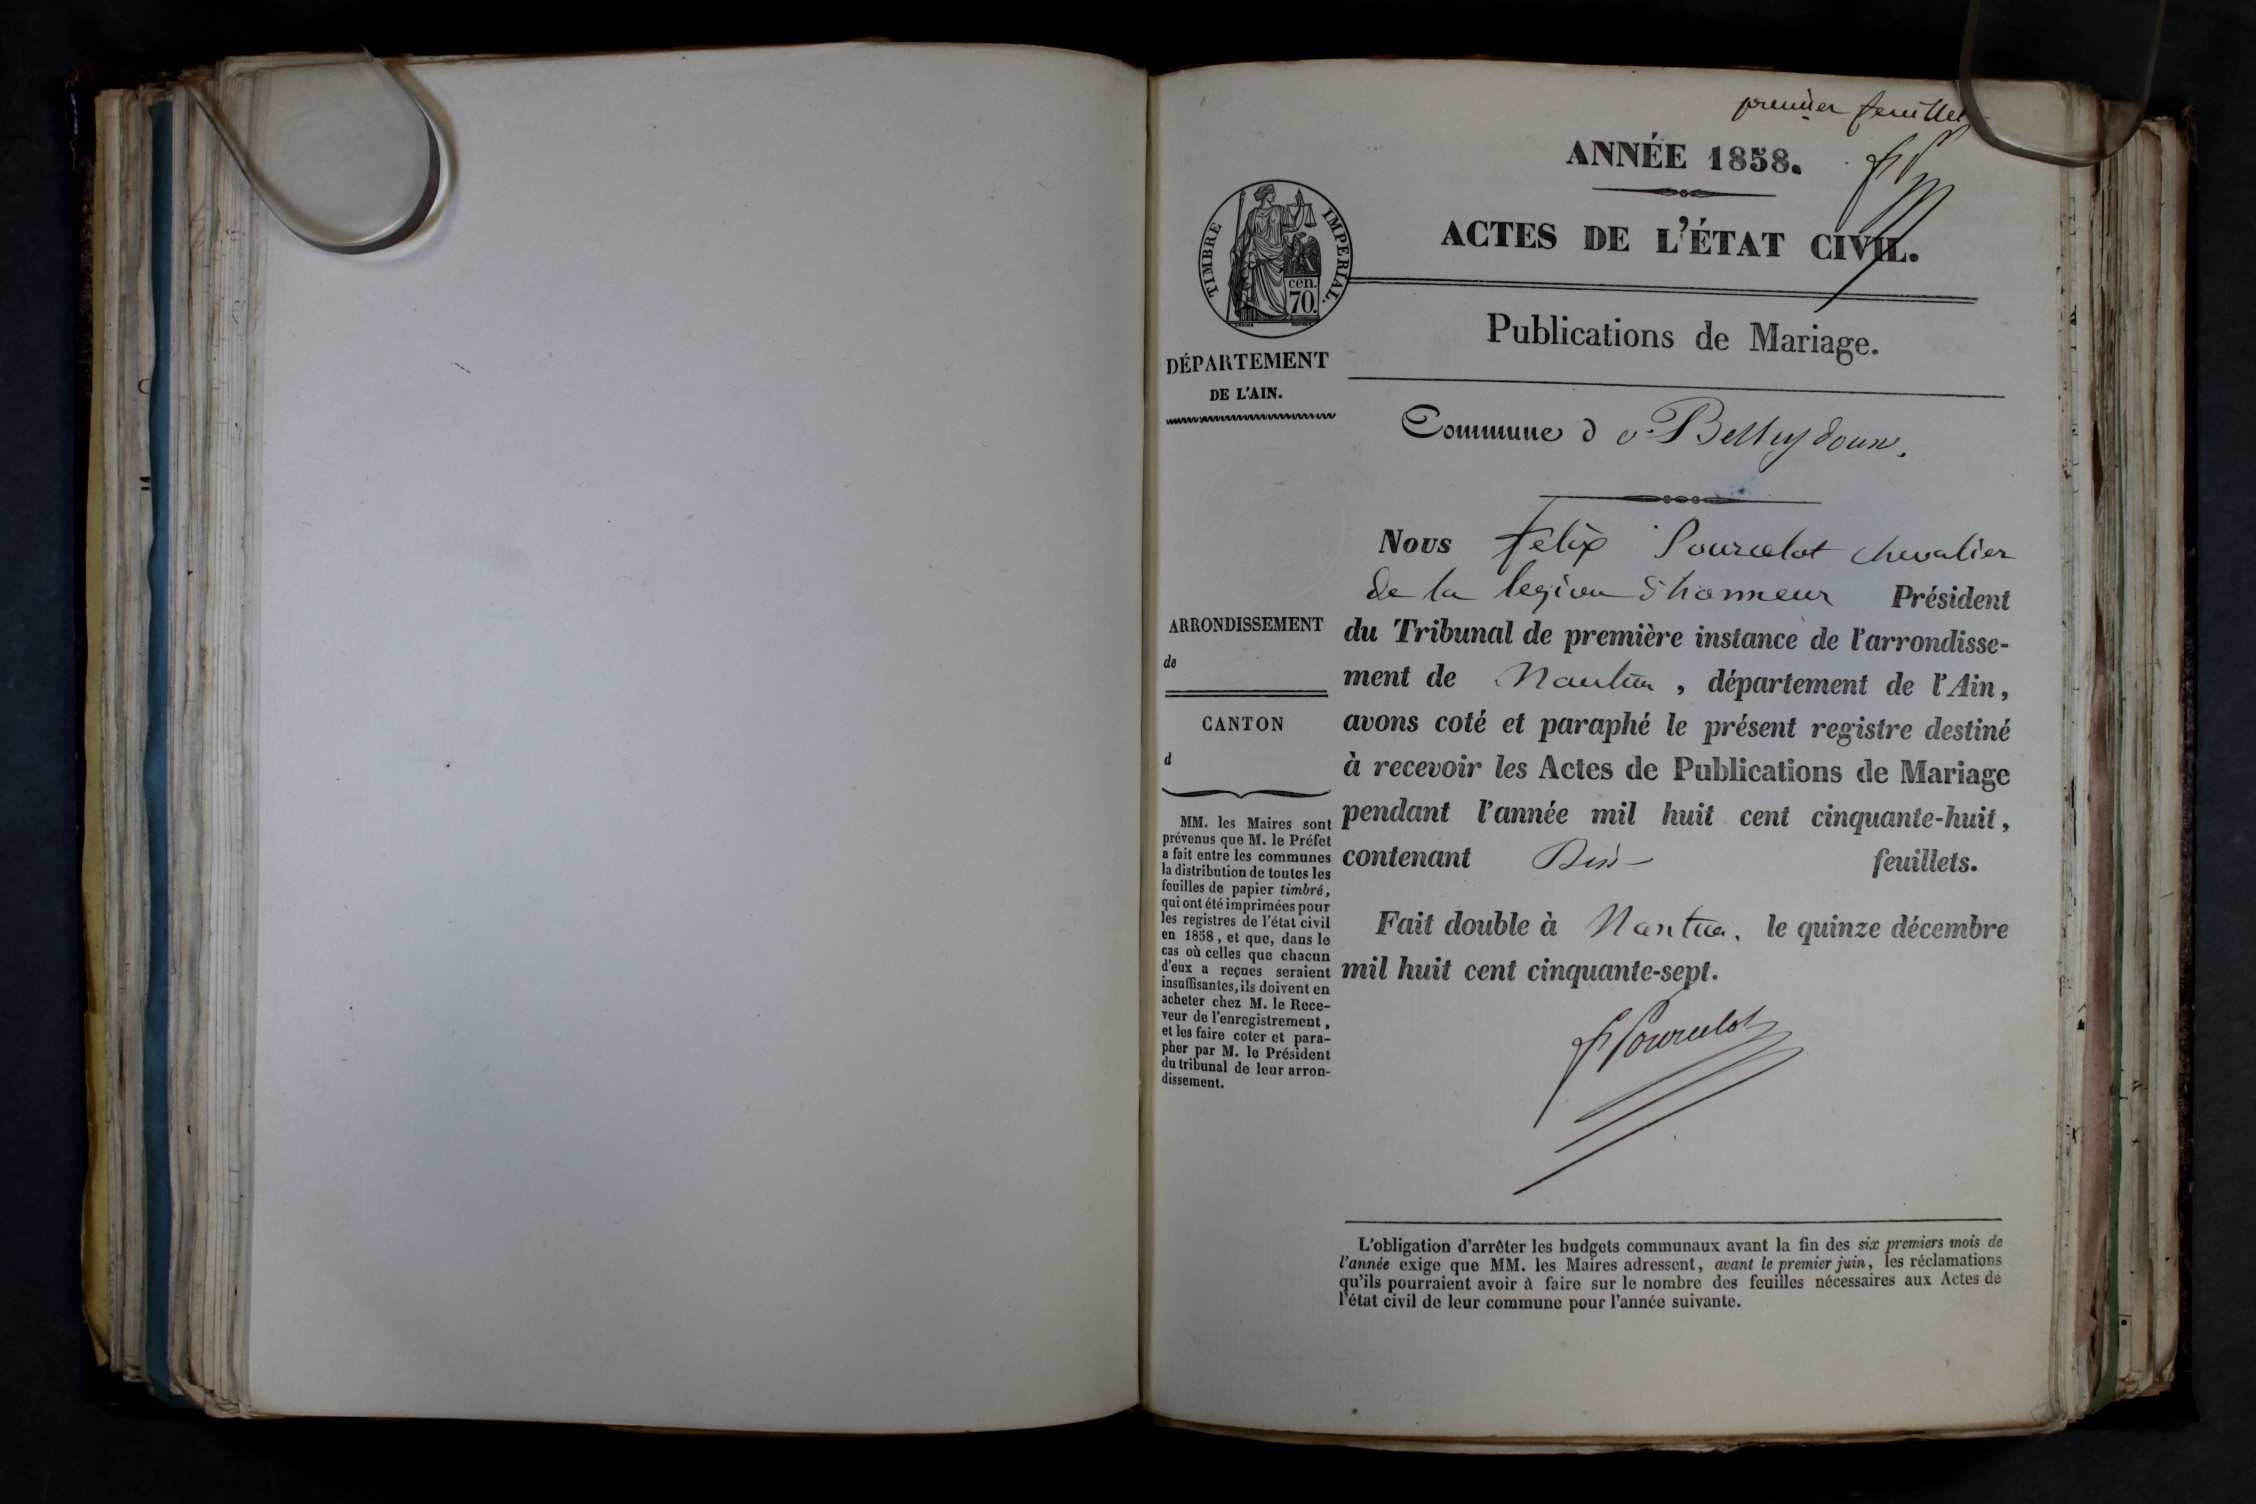 premier feuillet
ANNÉE 1858.
ACTES DE L'ÉTAT CIVIL.
TIMBRE IMPÉRIAL.
cen.
70.
Publications de Mariage.
DÉPARTEMENT
DE L'AIN.
Commune d e Belleydoux.
Nous Félix Pourcelot chevalier
de la legion d'honneur Président
du Tribunal de première instance de l'arrondisse-
ment de Nantua, département de l'Ain,
avons coté et paraphé le présent registre destiné
à recevoir les Actes de Publications de Mariage
pendant l'année mil huit cent cinquante-huit,
contenant feuillets.
Fait double à Nantua, le quinze décembre
mil huit cent cinquante-sept.
F Pourcelot
ARRONDISSEMENT
de
CANTON
d
MM. les Maires sont
prévenus que M. le Préfet
a fait entre les communes
la distribution de toutes les
feuilles de papier timbré,
qui ont été imprimées pour
les registres de l'état civil
en 1858, et que, dans le
cas où celles que chacun
d'eux a reçues seraient
insuffisantes, ils doivent en
acheter chez M. le Rece-
veur de l'enregistrement,
et les faire coter et para-
pher par M. le Président
du tribunal de leur arron-
dissement.
L'obligation d'arrêter les budgets communaux avant la fin des six premiers mois de
l'année exige que MM. les Maires adressent, avant le premier juin, les réclamations
qu'ils pourraient avoir à faire sur le nombre des feuilles nécessaires aux Actes de
l'état civil de leur commune pour l'année suivante.